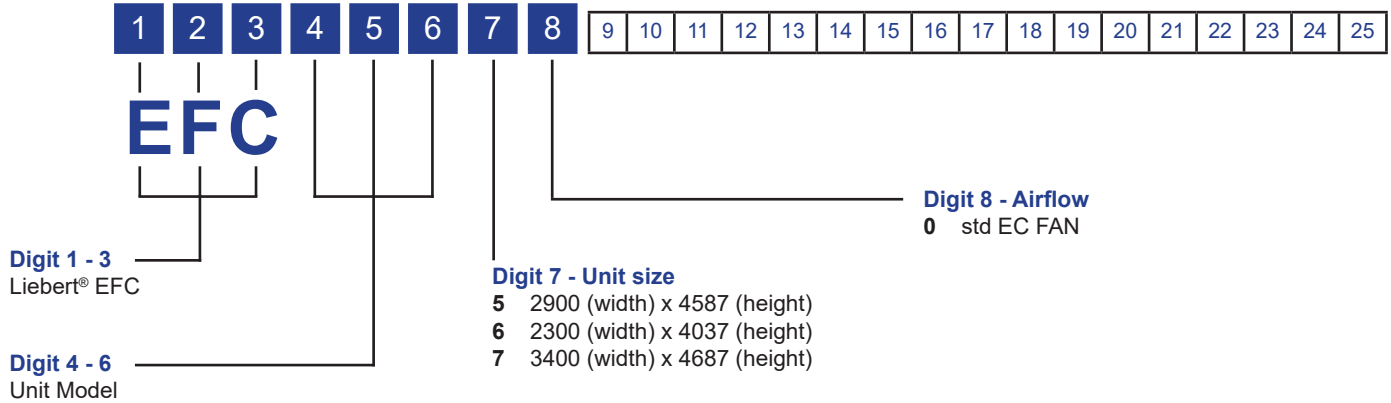 1 2 3 4 5 6 7 8 9 10 11 12 13 14 15 16 17 18 19 20 21 22 23 24 25
EFC
Digit 8 - Airflow
0 std EC FAN
Digit 1 - 3
Liebert® EFC
Digit 7 - Unit size
5 2900 (width) x 4587 (height)
6 2300 (width) x 4037 (height)
7 3400 (width) x 4687 (height)
Digit 4 - 6
Unit Model